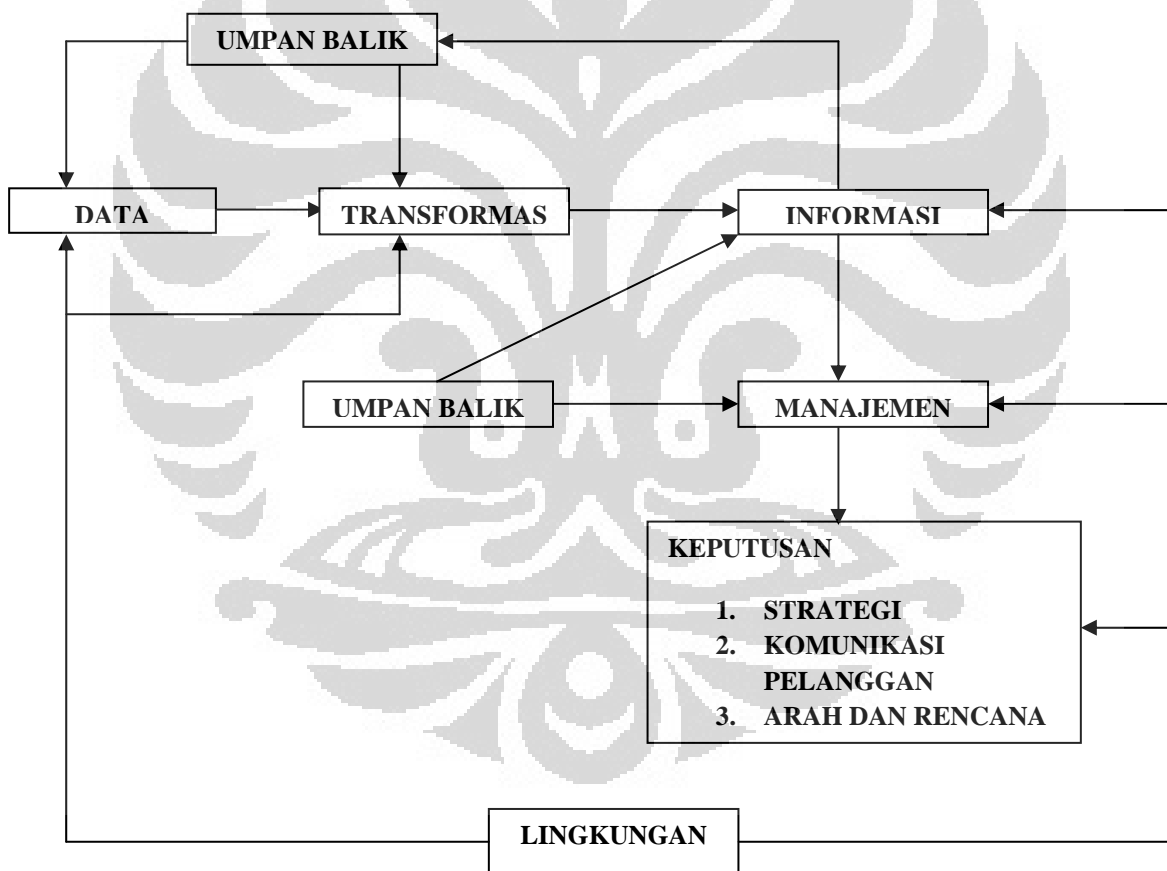 UMPAN BALIK
DATA
TRANSFORMAS
INFORMASI
UMPAN BALIK
MANAJEMEN
KEPUTUSAN
1. STRATEGI
2. KOMUNIKASI
PELANGGAN
3. ARAH DAN RENCANA
LINGKUNGAN